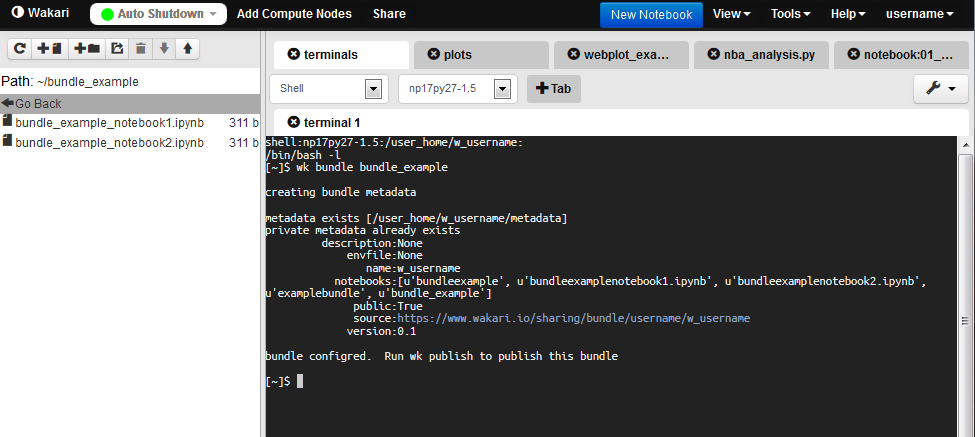 Wakari Auto Shutdown Add Compute Nodes Share New Notebook View Tools Help username
terminals plots webplot_exa... nba_analysis.py notebook:01_...
Path: ~/bundle_example
Shell np17py27-1.5 Tab
Go Back
bundle_example_notebook1.ipynb 311 b
bundle_example_notebook2.ipynb 311 b
terminal 1
shell:np17py27-1.5:/user_home/w_username:
/bin/bash -l
[~]$ wk bundle bundle_example
creating bundle metadata
metadata exists [/user_home/w_username/metadata]
private metadata already exists
description:None
envfile:None
name:w_username
notebooks:[u'bundleexample', u'bundleexamplenotebook1.ipynb', u'bundleexamplenotebook2.ipynb',
u'examplebundle', u'bundle_example']
public:True
source:https://www.wakari.io/sharing/bundle/username/w_username
version:0.1
bundle configred.  Run wk publish to publish this bundle
[~]$